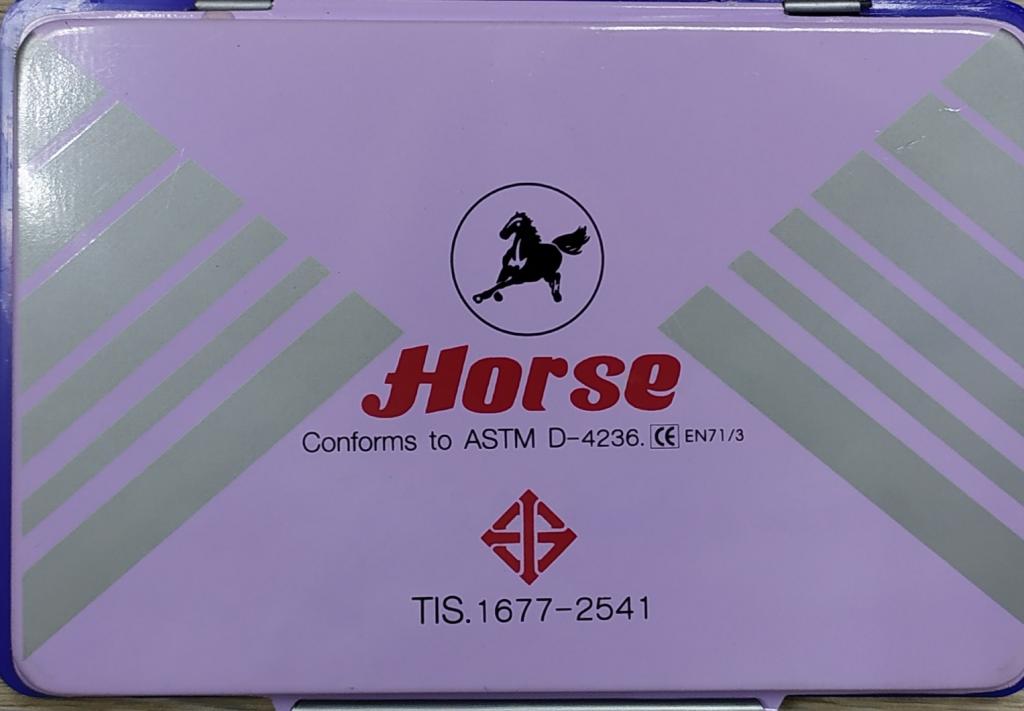 Horse
Conforms to ASTM D-4236. CE EN71/3
TIS.1677-2541